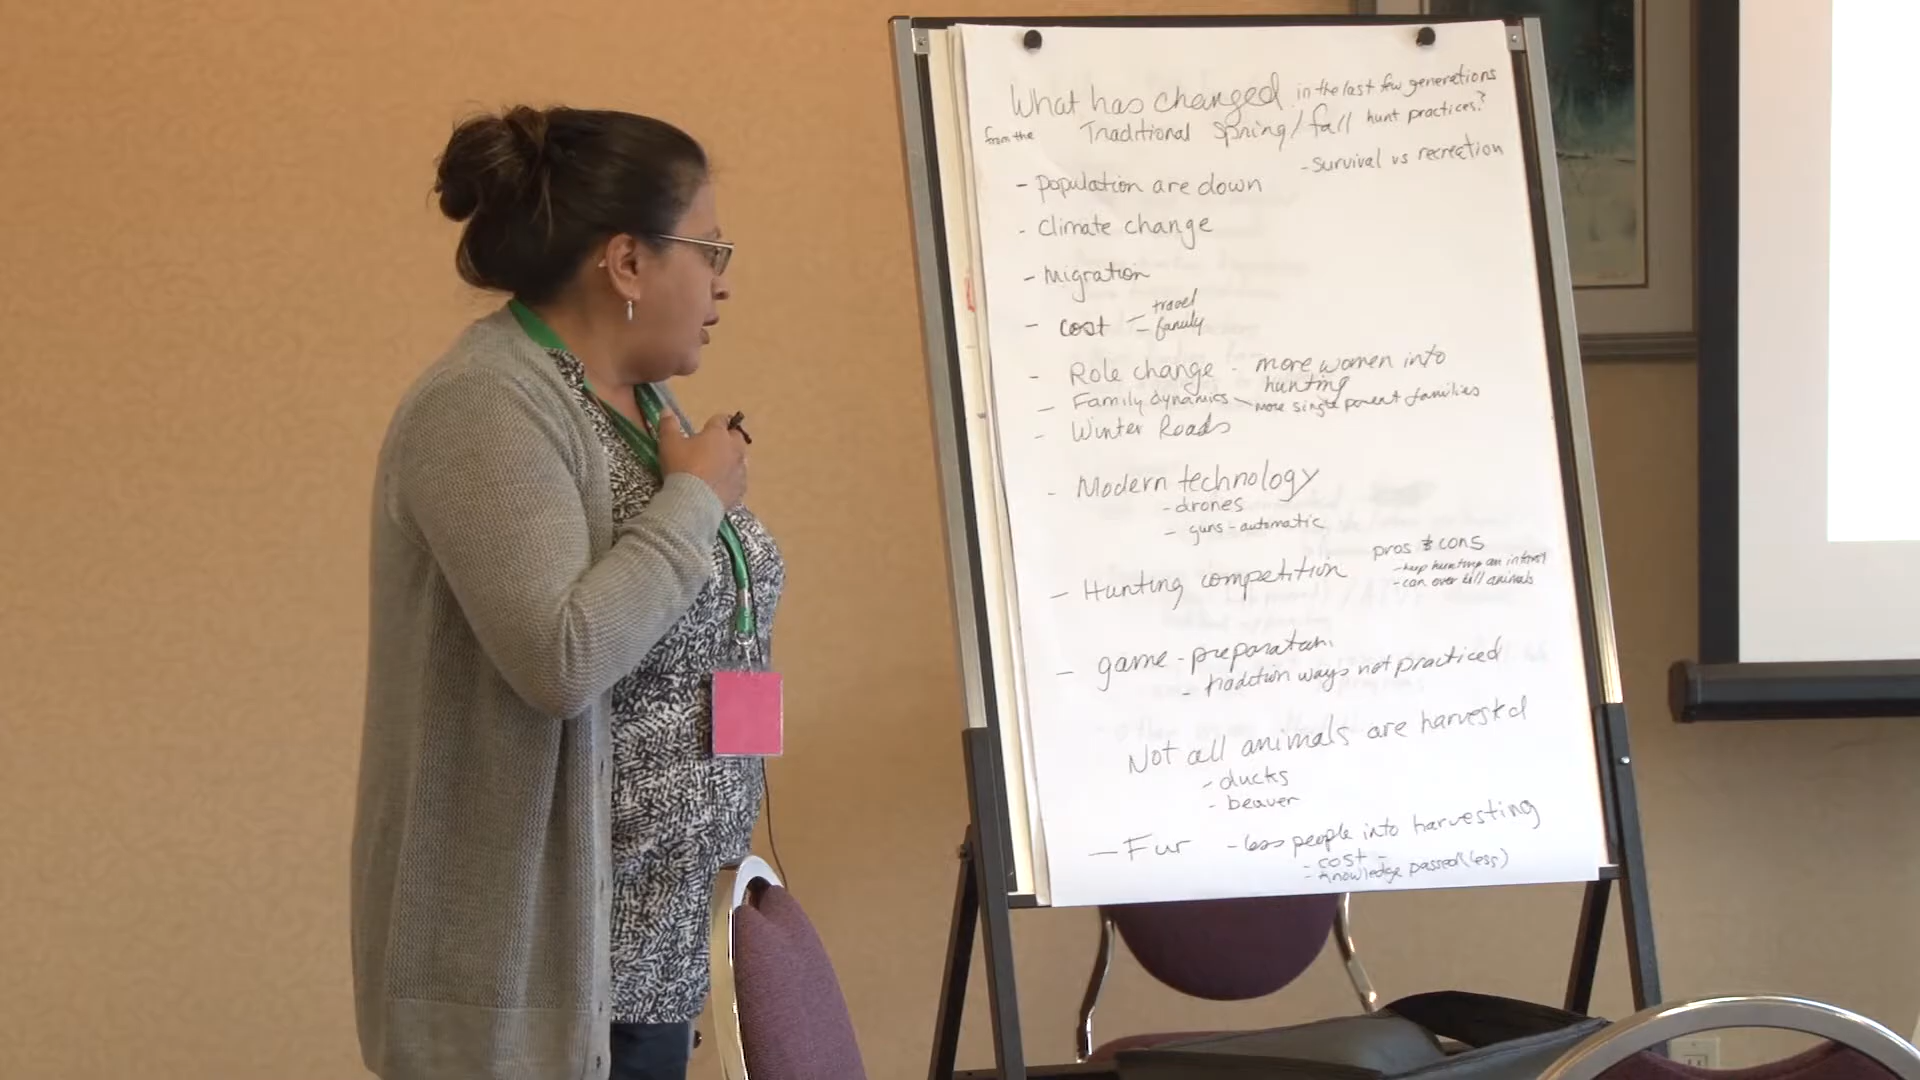 What has changed in the last few generations
from the Traditional Spring/fall hunt practices?
- survival vs recreation
- population are down
- climate change
- migration
- cost - travel
- family
- Role change - more women into
hunting
- Family dynamics - more single parent families
- Winter Roads
- Modern technology
- drones
- guns - automatic
- Hunting competition pros & cons
- keep hunting an interest
- can over kill animals
- game - preparation
- tradition ways not practiced
Not all animals are harvested
- ducks
- beaver
- Fur - less people into harvesting
- cost -
- knowledge passed (less)